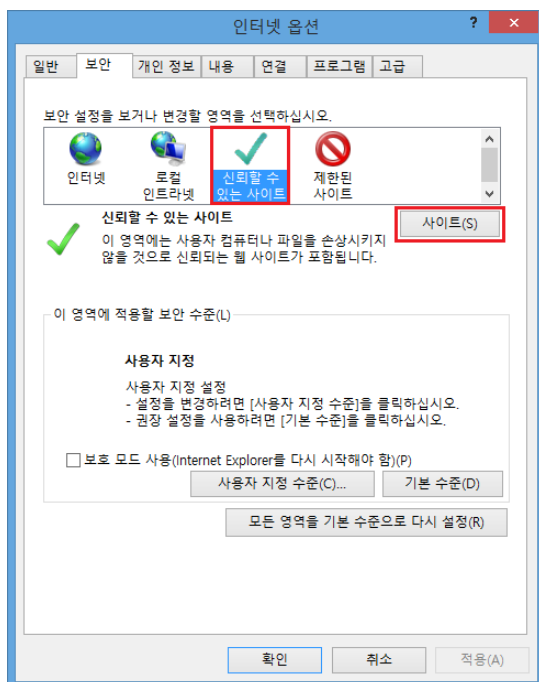 인터넷 옵션
?
×
일반 보안 개인 정보 내용 연결 프로그램 고급
보안 설정을 보거나 변경할 영역을 선택하십시오.
인터넷
로컬
인트라넷
신뢰할 수
있는 사이트
제한된
사이트
신뢰할 수 있는 사이트
사이트(S)
이 영역에는 사용자 컴퓨터나 파일을 손상시키지
않을 것으로 신뢰되는 웹 사이트가 포함됩니다.
이 영역에 적용할 보안 수준(L)
사용자 지정
사용자 지정 설정
- 설정을 변경하려면 [사용자 지정 수준]을 클릭하십시오.
- 권장 설정을 사용하려면 [기본 수준]을 클릭하십시오.
보호 모드 사용(Internet Explorer를 다시 시작해야 함)(P)
사용자 지정 수준(C)... 기본 수준(D)
모든 영역을 기본 수준으로 다시 설정(R)
확인 취소 적용(A)